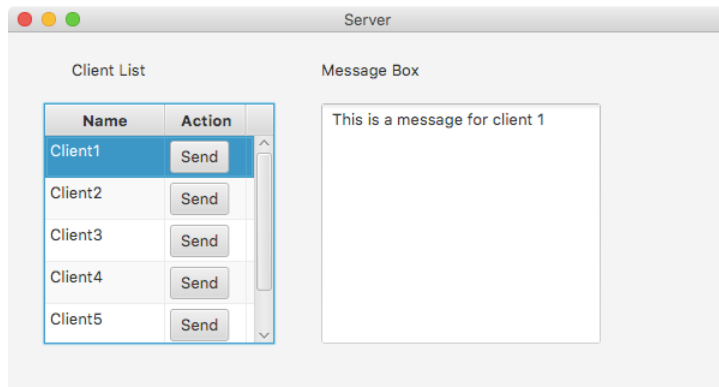 Server
Client List
Message Box
Name Action
Client1 Send
Client2 Send
Client3 Send
Client4 Send
Client5 Send
This is a message for client 1